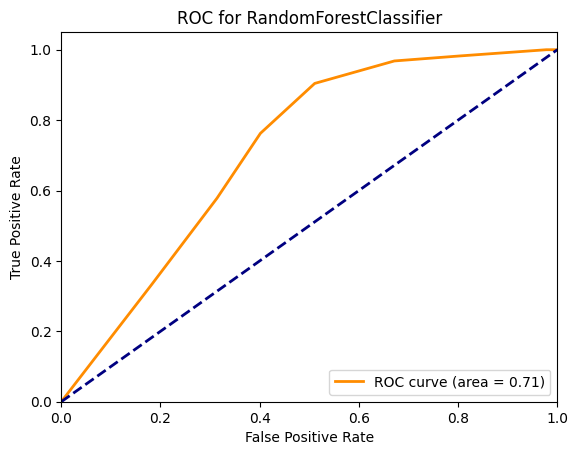 ROC for RandomForestClassifier
True Positive Rate
1.0
0.8
0.6
0.4
0.2
0.0
ROC curve (area = 0.71)
0.0 0.2 0.4 0.6 0.8 1.0
False Positive Rate